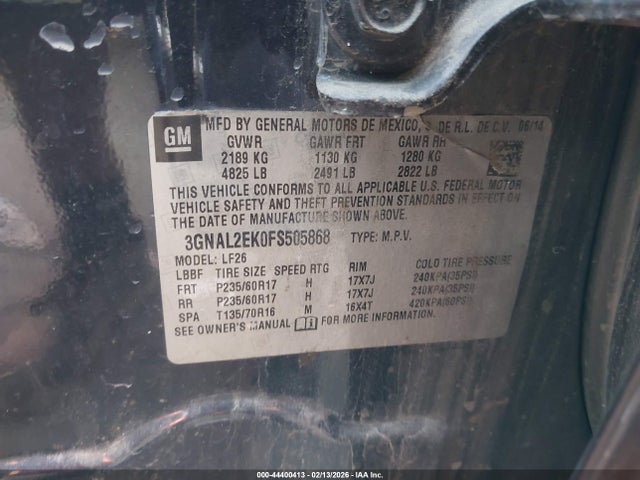 GM
MFD BY GENERAL MOTORS DE MEXICO, S DE R.L. DE C.V. 06/14
GVWR GAWR FRT GAWR RR
2189 KG 1130 KG 1280 KG
4825 LB 2491 LB 2822 LB
THIS VEHICLE CONFORMS TO ALL APPLICABLE U.S. FEDERAL MOTOR
VEHICLE SAFETY AND THEFT PREVENTION STANDARDS IN EFFECT ON
THE DATE OF MANUFACTURE SHOWN ABOVE.
3GNAL2EK0FS505868 TYPE: M.P.V.
MODEL: LF26
LBBF TIRE SIZE SPEED RTG RIM COLD TIRE PRESSURE
FRT P235/60R17 H 17X7J 240KPA(35PSI)
RR P235/60R17 H 17X7J 240KPA(35PSI)
SPA T135/70R16 M 16X4T 420KPA(60PSI)
SEE OWNER'S MANUAL FOR MORE INFORMATION.
000-44400413 - 02/13/2026 - IAAI.com